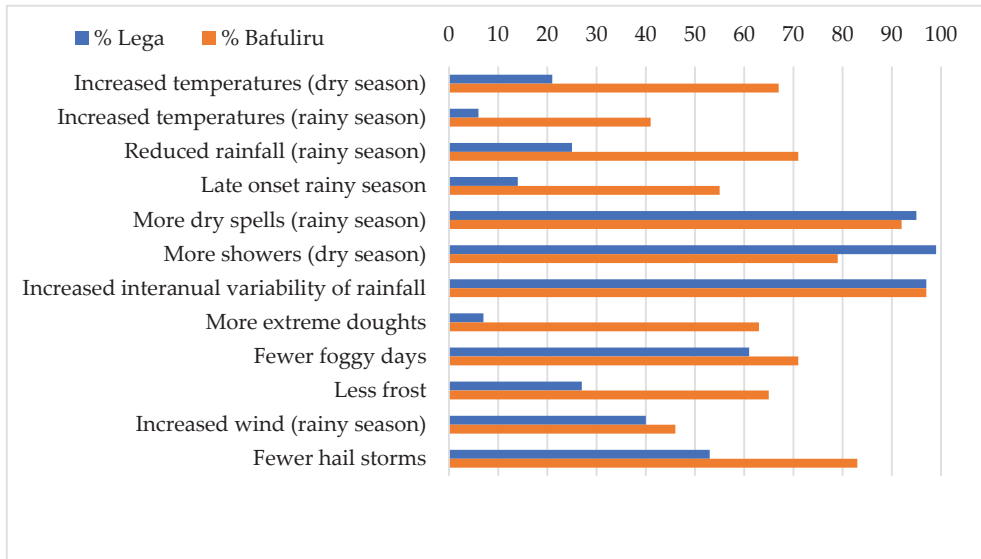 % Lega % Bafuliru
0 10 20 30 40 50 60 70 80 90 100
Increased temperatures (dry season)
Increased temperatures (rainy season)
Reduced rainfall (rainy season)
Late onset rainy season
More dry spells (rainy season)
More showers (dry season)
Increased interanual variability of rainfall
More extreme doughts
Fewer foggy days
Less frost
Increased wind (rainy season)
Fewer hail storms